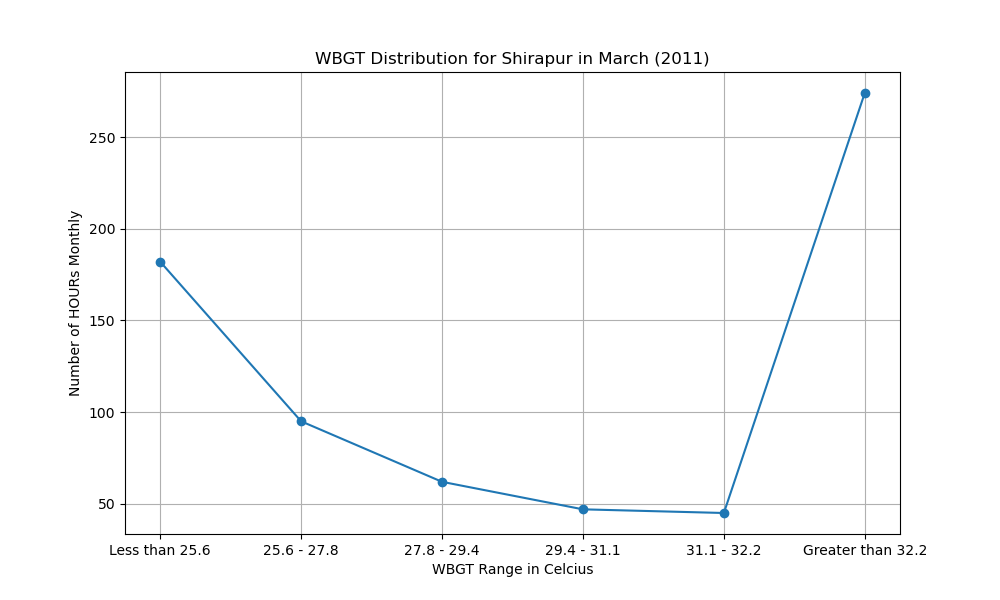 WBGT Distribution for Shirapur in March (2011)
Number of HOURs Monthly
250
200
150
100
50
Less than 25.6
25.6 - 27.8
27.8 - 29.4
29.4 - 31.1
31.1 - 32.2
Greater than 32.2
WBGT Range in Celcius